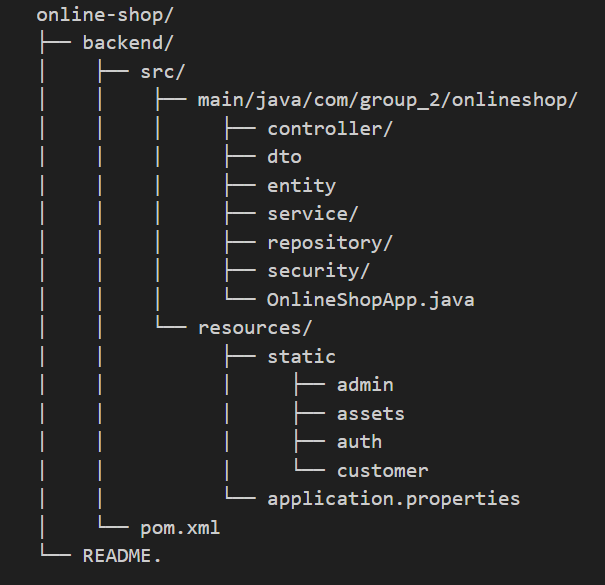 online-shop/
├── backend/
│   ├── src/
│   │   ├── main/java/com/group_2/onlineshop/
│   │   │     ├── controller/
│   │   │     ├── dto
│   │   │     ├── entity
│   │   │     ├── service/
│   │   │     ├── repository/
│   │   │     ├── security/
│   │   │     └── OnlineShopApp.java
│   │   └── resources/
│   │         ├── static
│   │         │     ├── admin
│   │         │     ├── assets
│   │         │     ├── auth
│   │         │     └── customer
│   │         └── application.properties
│   └── pom.xml
└── README.